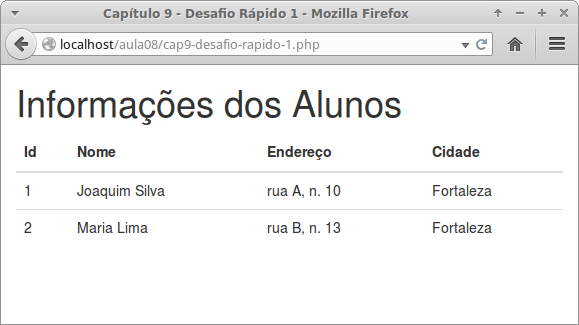 Capítulo 9 - Desafio Rápido 1 - Mozilla Firefox
localhost/aula08/cap9-desafio-rapido-1.php
Informações dos Alunos
Id Nome Endereço Cidade
1 Joaquim Silva rua A, n. 10 Fortaleza
2 Maria Lima rua B, n. 13 Fortaleza